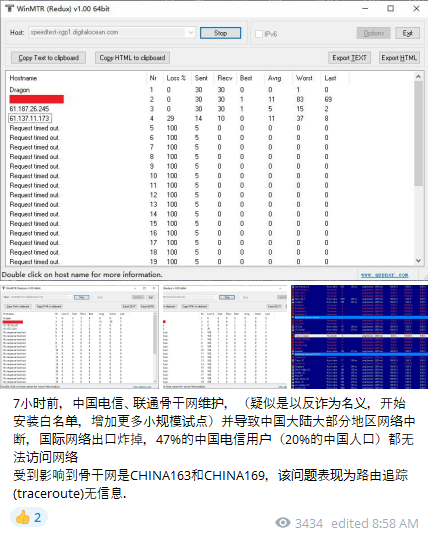 WinMTR (Redux) v1.00 64bit
Host: speedtest-sgp1.digitalocean.com Stop IPv6 Options Exit
Copy Text to clipboard Copy HTML to clipboard Export TEXT Export HTML
Hostname Nr Loss % Sent Recv Best Avrg Worst Last
Dragon 1 0 30 30 0 0 0 0
2 0 30 30 1 11 83 69
61.187.26.245 3 0 30 30 1 5 15 2
61.137.11.173 4 29 14 10 0 11 37 8
Request timed out. 5 100 5 0 0 0 0 0
Request timed out. 6 100 5 0 0 0 0 0
Request timed out. 7 100 5 0 0 0 0 0
Request timed out. 8 100 5 0 0 0 0 0
Request timed out. 9 100 5 0 0 0 0 0
Request timed out. 10 100 5 0 0 0 0 0
Request timed out. 11 100 5 0 0 0 0 0
Request timed out. 12 100 5 0 0 0 0 0
Request timed out. 13 100 5 0 0 0 0 0
Request timed out. 14 100 5 0 0 0 0 0
Request timed out. 15 100 5 0 0 0 0 0
Request timed out. 16 100 5 0 0 0 0 0
Request timed out. 17 100 5 0 0 0 0 0
Request timed out. 18 100 5 0 0 0 0 0
Request timed out. 19 100 5 0 0 0 0 0
Double click on host name for more information. www.appnor.com
7小时前，中国电信、联通骨干网维护，（疑似是以反诈为名义，开始
安装白名单，增加更多小规模试点）并导致中国大陆大部分地区网络中
断，国际网络出口炸掉，47%的中国电信用户（20%的中国人口）都无
法访问网络
受到影响到骨干网是CHINA163和CHINA169，该问题表现为路由追踪
(traceroute)无信息.
2
3434 edited 8:58 AM